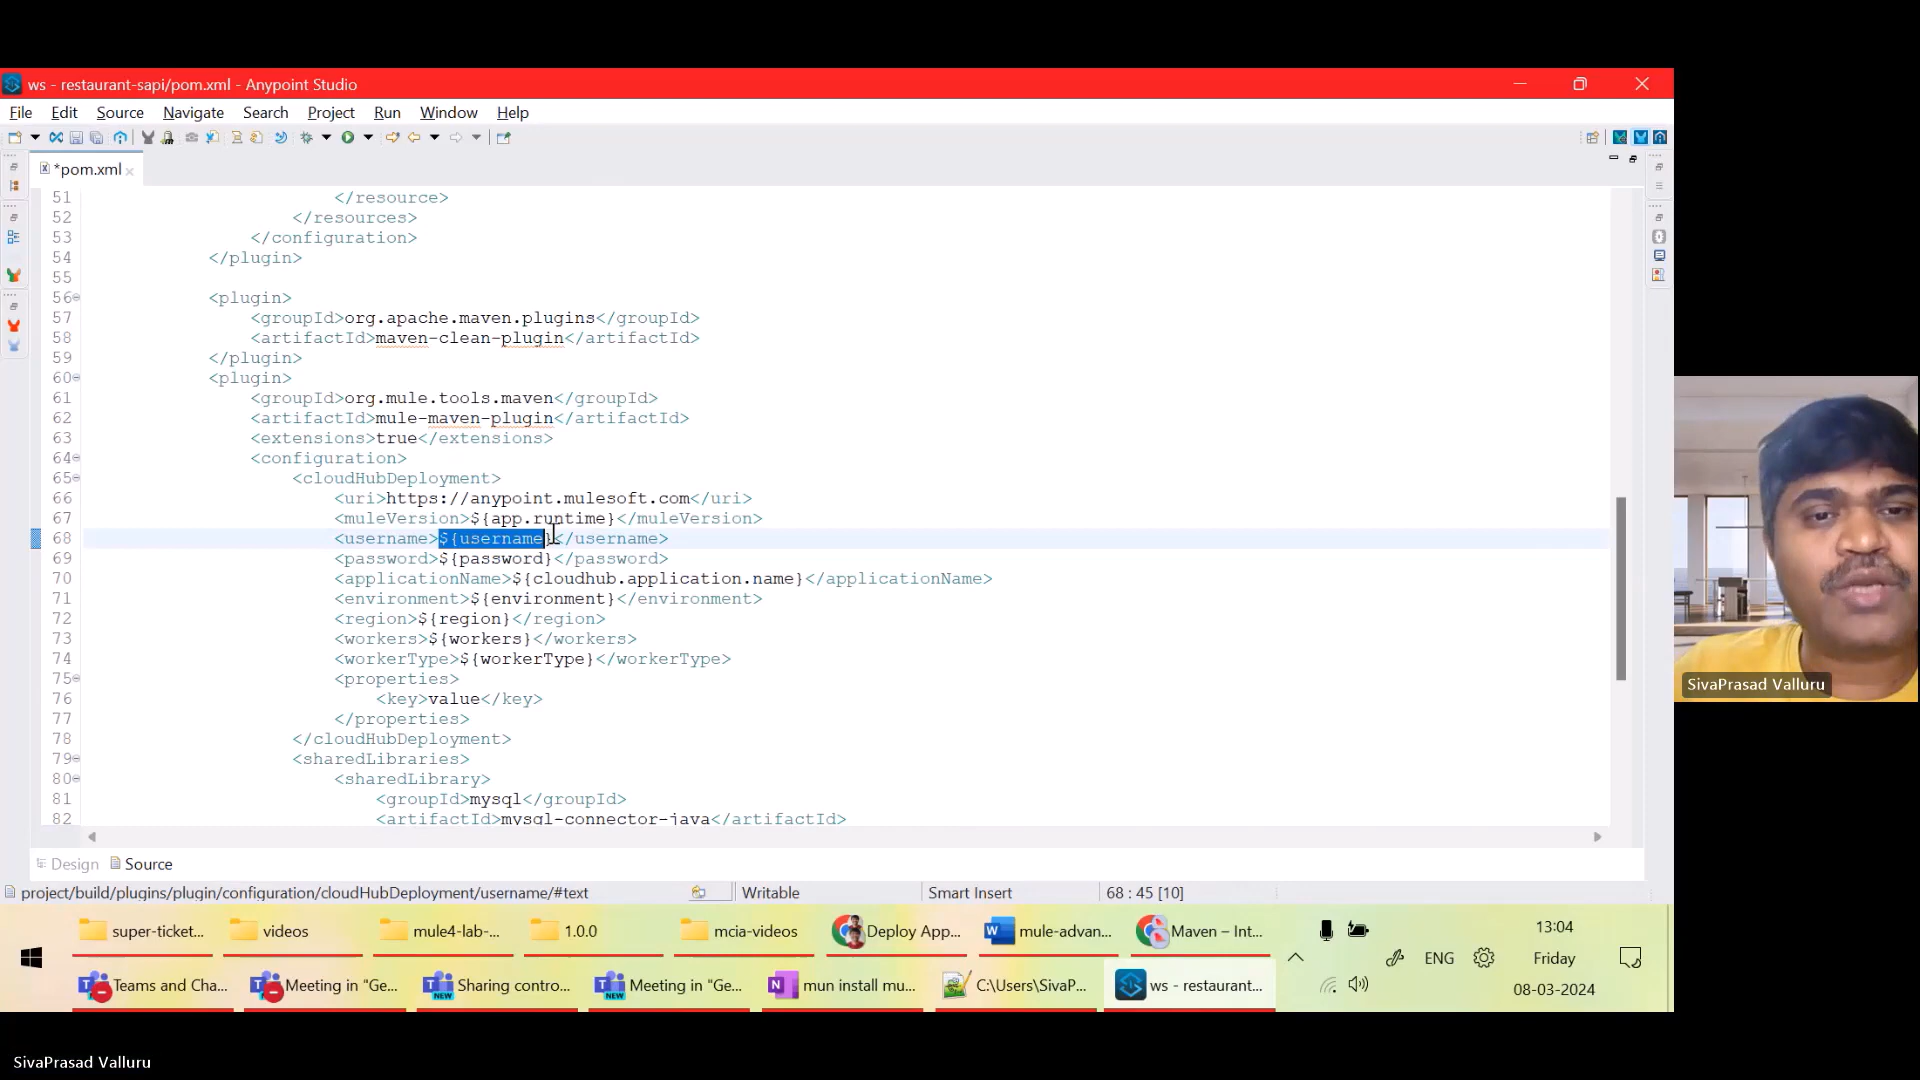 ws - restaurant-sapi/pom.xml - Anypoint Studio
File Edit Source Navigate Search Project Run Window Help
*pom.xml
51 </resource>
52 </resources>
53 </configuration>
54 </plugin>
55
56 <plugin>
57 <groupId>org.apache.maven.plugins</groupId>
58 <artifactId>maven-clean-plugin</artifactId>
59 </plugin>
60 <plugin>
61 <groupId>org.mule.tools.maven</groupId>
62 <artifactId>mule-maven-plugin</artifactId>
63 <extensions>true</extensions>
64 <configuration>
65 <cloudHubDeployment>
66 <uri>https://anypoint.mulesoft.com</uri>
67 <muleVersion>${app.runtime}</muleVersion>
68 <username>${username}</username>
69 <password>${password}</password>
70 <applicationName>${cloudhub.application.name}</applicationName>
71 <environment>${environment}</environment>
72 <region>${region}</region>
73 <workers>${workers}</workers>
74 <workerType>${workerType}</workerType>
75 <properties>
76 <key>value</key>
77 </properties>
78 </cloudHubDeployment>
79 <sharedLibraries>
80 <sharedLibrary>
81 <groupId>mysql</groupId>
82 <artifactId>mysql-connector-java</artifactId>
Design Source
project/build/plugins/plugin/configuration/cloudHubDeployment/username/#text Writable Smart Insert 68 : 45 [10]
super-ticket... videos mule4-lab-... 1.0.0 mcia-videos Deploy App... mule-advan... Maven – Int...
Teams and Cha... Meeting in "Ge... Sharing contro... Meeting in "Ge... mun install mu... C:\Users\SivaP... ws - restaurant...
ENG
13:04
Friday
08-03-2024
SivaPrasad Valluru
SivaPrasad Valluru